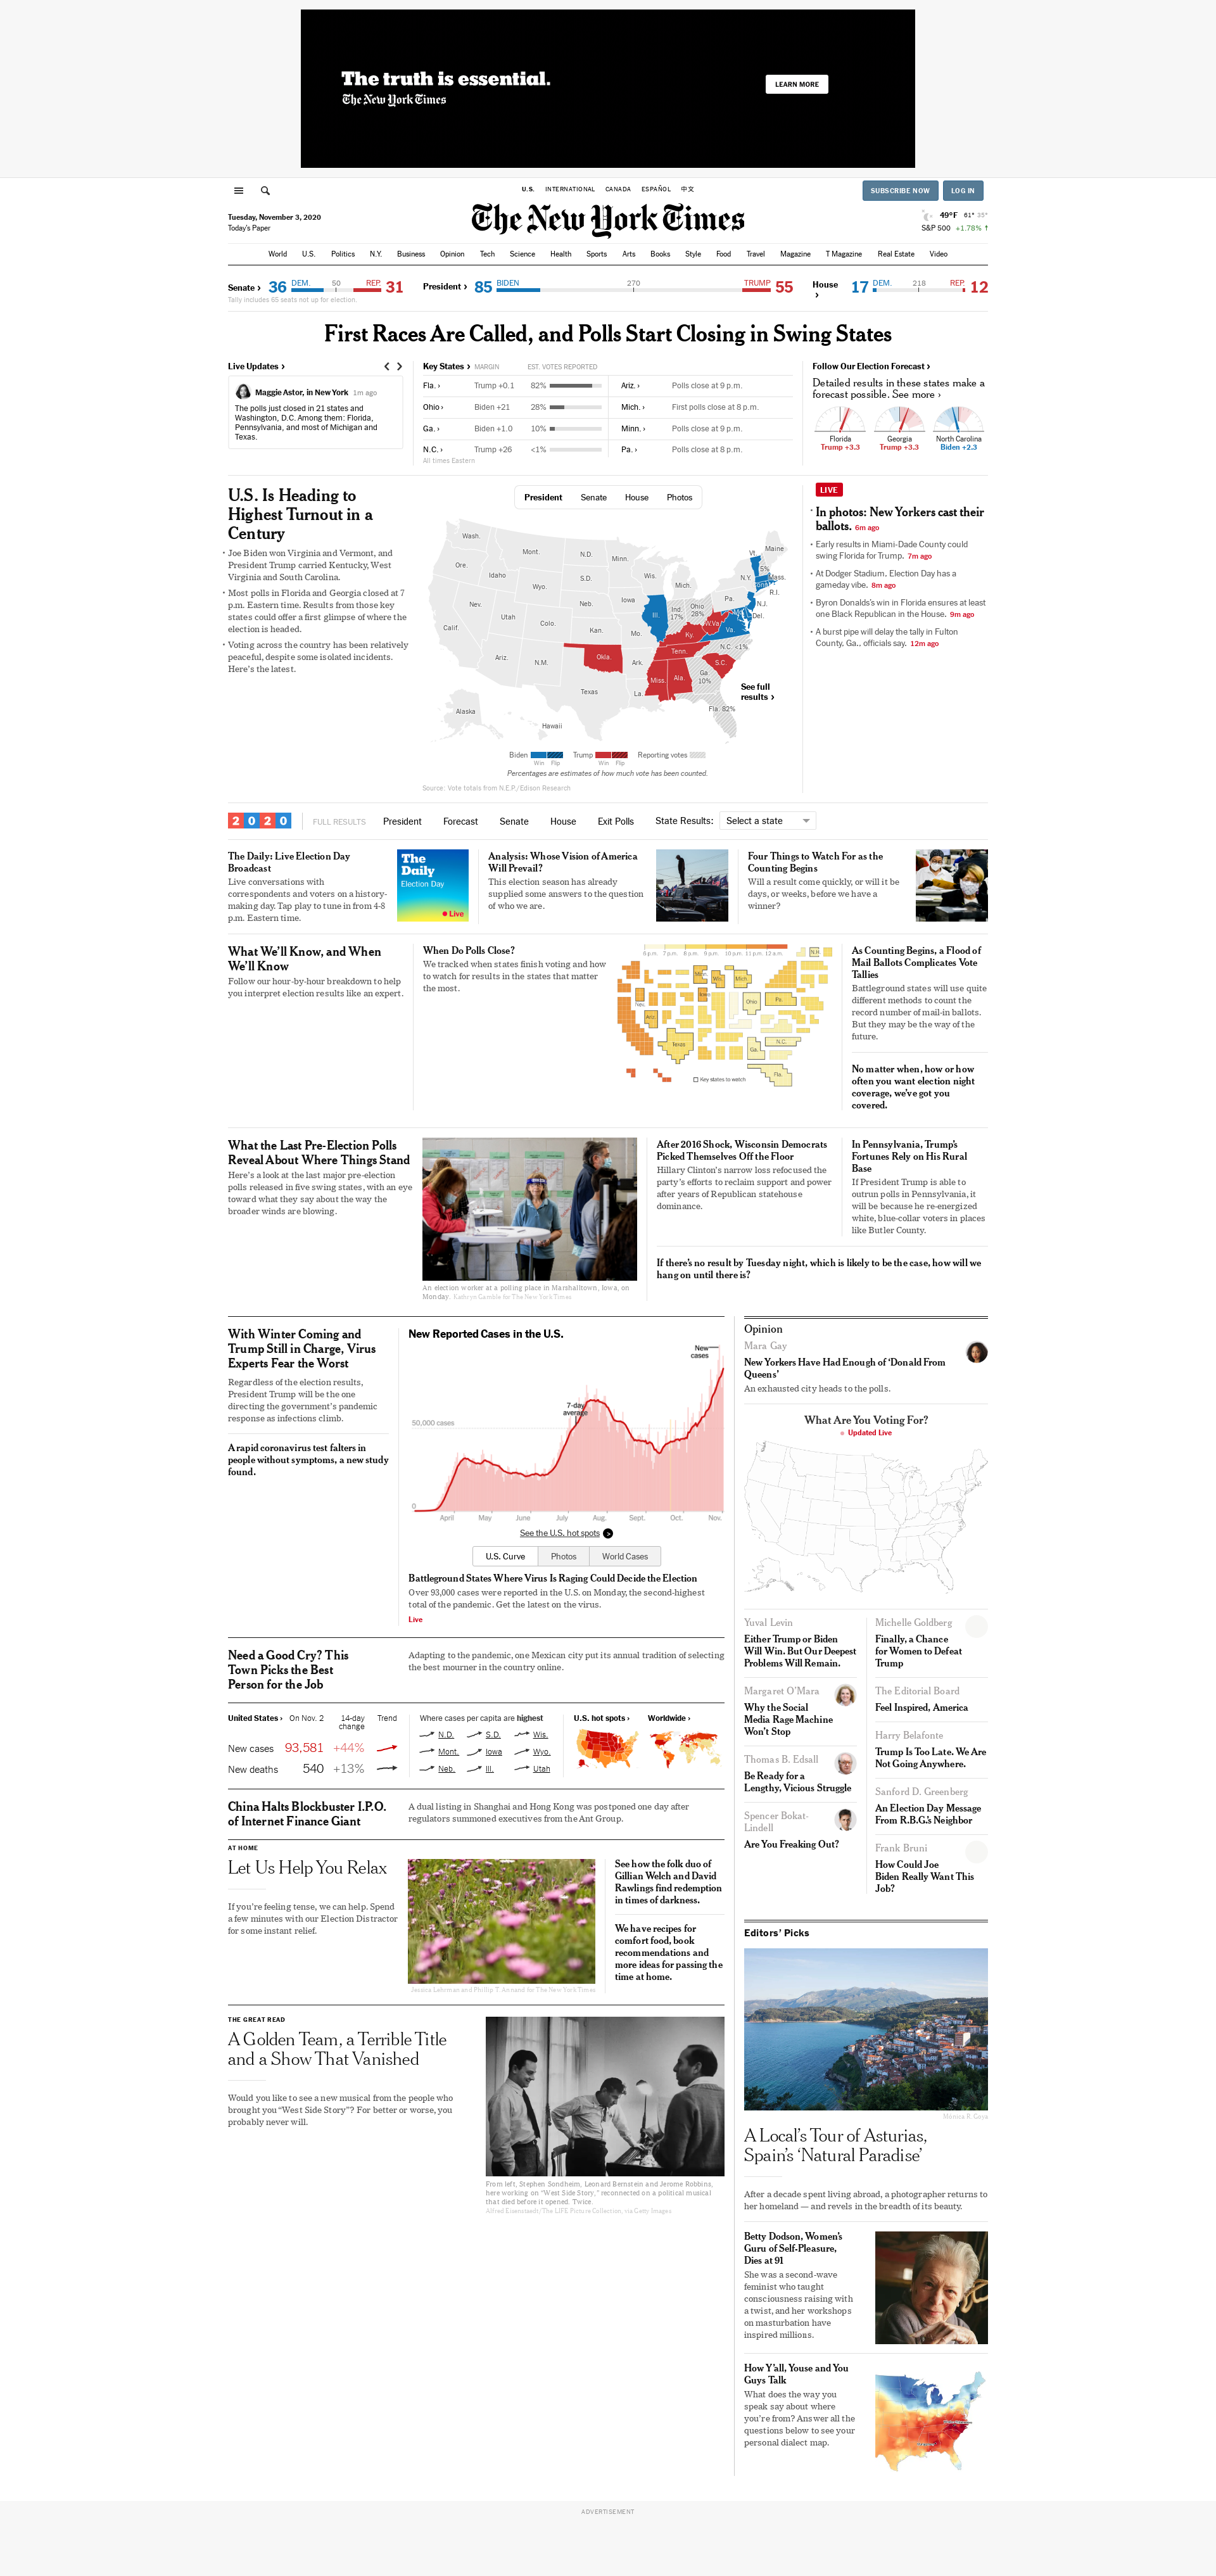 The truth is essential.
The New York Times
LEARN MORE
U.S. INTERNATIONAL CANADA ESPAÑOL 中文
SUBSCRIBE NOW LOG IN
Tuesday, November 3, 2020
Today's Paper
The New York Times
49°F 61° 35°
S&P 500 +1.78% ↑
World U.S. Politics N.Y. Business Opinion Tech Science Health Sports Arts Books Style Food Travel Magazine T Magazine Real Estate Video
Senate › 36 DEM. 50 REP. 31
Tally includes 65 seats not up for election.
President › 85 BIDEN 270 TRUMP 55
House › 17 DEM. 218 REP. 12
First Races Are Called, and Polls Start Closing in Swing States
Live Updates ›
Maggie Astor, in New York 1m ago
The polls just closed in 21 states and
Washington, D.C. Among them: Florida,
Pennsylvania, and most of Michigan and
Texas.
Key States › MARGIN EST. VOTES REPORTED
Fla. › Trump +0.1 82%
Ohio › Biden +21 28%
Ga. › Biden +1.0 10%
N.C. › Trump +26 <1%
All times Eastern
Ariz. › Polls close at 9 p.m.
Mich. › First polls close at 8 p.m.
Minn. › Polls close at 9 p.m.
Pa. › Polls close at 8 p.m.
Follow Our Election Forecast ›
Detailed results in these states make a
forecast possible. See more ›
Florida Georgia North Carolina
Trump +3.3 Trump +3.3 Biden +2.3
U.S. Is Heading to
Highest Turnout in a
Century
• Joe Biden won Virginia and Vermont, and
President Trump carried Kentucky, West
Virginia and South Carolina.
• Most polls in Florida and Georgia closed at 7
p.m. Eastern time. Results from those key
states could offer a first glimpse of where the
election is headed.
• Voting across the country has been relatively
peaceful, despite some isolated incidents.
Here's the latest.
President Senate House Photos
Wash.
Ore.
Idaho
Mont.
N.D.
Minn.
S.D.
Wyo.
Wis.
Mich.
Vt.
Maine
5%
Mass.
N.Y.
R.I.
N.J.
Del.
Pa.
Nev.
Utah
Colo.
Neb.
Iowa
Ill.
Ind.
17%
Ohio
28%
W.Va.
Va.
Calif.
Kan.
Mo.
Ky.
N.C. <1%
Tenn.
Ariz.
N.M.
Okla.
Ark.
S.C.
Miss.
Ala.
Ga.
10%
Texas
La.
Fla. 82%
Alaska
Hawaii
See full
results ›
Biden Trump Reporting votes
Win Flip Win Flip
Percentages are estimates of how much vote has been counted.
Source: Vote totals from N.E.P./Edison Research
LIVE
• In photos: New Yorkers cast their
ballots. 6m ago
• Early results in Miami-Dade County could
swing Florida for Trump. 7m ago
• At Dodger Stadium, Election Day has a
gameday vibe. 8m ago
• Byron Donalds's win in Florida ensures at least
one Black Republican in the House. 9m ago
• A burst pipe will delay the tally in Fulton
County, Ga., officials say. 12m ago
2020 FULL RESULTS President Forecast Senate House Exit Polls State Results: Select a state
The Daily: Live Election Day
Broadcast
Live conversations with
correspondents and voters on a history-
making day. Tap play to tune in from 4-8
p.m. Eastern time.
The
Daily
Election Day
Live
Analysis: Whose Vision of America
Will Prevail?
This election season has already
supplied some answers to the question
of who we are.
Four Things to Watch For as the
Counting Begins
Will a result come quickly, or will it be
days, or weeks, before we have a
winner?
What We'll Know, and When
We'll Know
Follow our hour-by-hour breakdown to help
you interpret election results like an expert.
When Do Polls Close?
We tracked when states finish voting and how
to watch for results in the states that matter
the most.
6 p.m. 7 p.m. 8 p.m. 9 p.m. 10 p.m. 11 p.m. 12 a.m.
N.H.
Minn.
Wis.
Mich.
Iowa
Nev.
Ohio
Pa.
Ariz.
N.C.
Texas
Ga.
Fla.
Key states to watch
As Counting Begins, a Flood of
Mail Ballots Complicates Vote
Tallies
Battleground states will use quite
different methods to count the
record number of mail-in ballots.
But they may be the way of the
future.
No matter when, how or how
often you want election night
coverage, we've got you
covered.
What the Last Pre-Election Polls
Reveal About Where Things Stand
Here's a look at the last major pre-election
polls released in five swing states, with an eye
toward what they say about the way the
broader winds are blowing.
An election worker at a polling place in Marshalltown, Iowa, on
Monday. Kathryn Gamble for The New York Times
After 2016 Shock, Wisconsin Democrats
Picked Themselves Off the Floor
Hillary Clinton's narrow loss refocused the
party's efforts to reclaim support and power
after years of Republican statehouse
dominance.
In Pennsylvania, Trump's
Fortunes Rely on His Rural
Base
If President Trump is able to
outrun polls in Pennsylvania, it
will be because he re-energized
white, blue-collar voters in places
like Butler County.
If there's no result by Tuesday night, which is likely to be the case, how will we
hang on until there is?
With Winter Coming and
Trump Still in Charge, Virus
Experts Fear the Worst
Regardless of the election results,
President Trump will be the one
directing the government's pandemic
response as infections climb.
A rapid coronavirus test falters in
people without symptoms, a new study
found.
New Reported Cases in the U.S.
New
cases
7-day
average
50,000 cases
0
April May June July Aug. Sept. Oct. Nov.
See the U.S. hot spots
U.S. Curve Photos World Cases
Battleground States Where Virus Is Raging Could Decide the Election
Over 93,000 cases were reported in the U.S. on Monday, the second-highest
total of the pandemic. Get the latest on the virus.
Live
Need a Good Cry? This
Town Picks the Best
Person for the Job
Adapting to the pandemic, one Mexican city put its annual tradition of selecting
the best mourner in the country online.
United States › On Nov. 2 14-day
change Trend
New cases 93,581 +44%
New deaths 540 +13%
Where cases per capita are highest
N.D. S.D. Wis.
Mont. Iowa Wyo.
Neb. Ill. Utah
U.S. hot spots › Worldwide ›
China Halts Blockbuster I.P.O.
of Internet Finance Giant
A dual listing in Shanghai and Hong Kong was postponed one day after
regulators summoned executives from the Ant Group.
AT HOME
Let Us Help You Relax
If you're feeling tense, we can help. Spend
a few minutes with our Election Distractor
for some instant relief.
Jessica Lehrman and Phillip T. Annand for The New York Times
See how the folk duo of
Gillian Welch and David
Rawlings find redemption
in times of darkness.
We have recipes for
comfort food, book
recommendations and
more ideas for passing the
time at home.
THE GREAT READ
A Golden Team, a Terrible Title
and a Show That Vanished
Would you like to see a new musical from the people who
brought you "West Side Story"? For better or worse, you
probably never will.
From left, Stephen Sondheim, Leonard Bernstein and Jerome Robbins,
here working on "West Side Story," reconnected on a political musical
that died before it opened. Twice.
Alfred Eisenstaedt/The LIFE Picture Collection, via Getty Images
Opinion
Mara Gay
New Yorkers Have Had Enough of 'Donald From
Queens'
An exhausted city heads to the polls.
What Are You Voting For?
Updated Live
Yuval Levin
Either Trump or Biden
Will Win. But Our Deepest
Problems Will Remain.
Margaret O'Mara
Why the Social
Media Rage Machine
Won't Stop
Thomas B. Edsall
Be Ready for a
Lengthy, Vicious Struggle
Spencer Bokat-
Lindell
Are You Freaking Out?
Michelle Goldberg
Finally, a Chance
for Women to Defeat
Trump
The Editorial Board
Feel Inspired, America
Harry Belafonte
Trump Is Too Late. We Are
Not Going Anywhere.
Sanford D. Greenberg
An Election Day Message
From R.B.G.'s Neighbor
Frank Bruni
How Could Joe
Biden Really Want This
Job?
Editors' Picks
Mónica R. Goya
A Local's Tour of Asturias,
Spain's 'Natural Paradise'
After a decade spent living abroad, a photographer returns to
her homeland — and revels in the breadth of its beauty.
Betty Dodson, Women's
Guru of Self-Pleasure,
Dies at 91
She was a second-wave
feminist who taught
consciousness raising with
a twist, and her workshops
on masturbation have
inspired millions.
How Y'all, Youse and You
Guys Talk
What does the way you
speak say about where
you're from? Answer all the
questions below to see your
personal dialect map.
ADVERTISEMENT